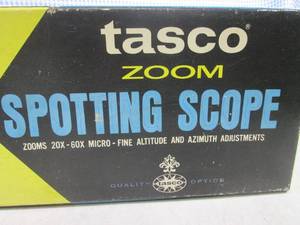 tasco®
ZOOM
SPOTTING SCOPE
ZOOMS 20X-60X MICRO-FINE ALTITUDE AND AZIMUTH ADJUSTMENTS
QUALITY tasco OPTICS